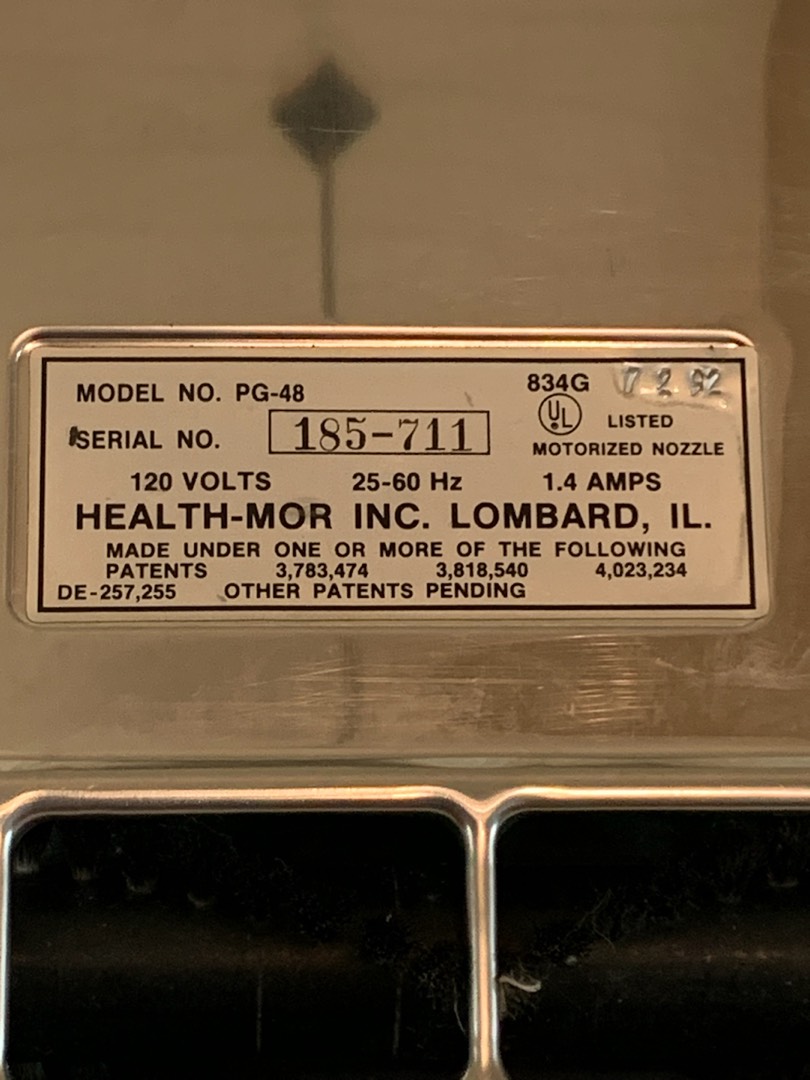 MODEL NO. PG-48
834G 7 2 92
SERIAL NO. 185-711
UL LISTED
MOTORIZED NOZZLE
120 VOLTS 25-60 Hz 1.4 AMPS
HEALTH-MOR INC. LOMBARD, IL.
MADE UNDER ONE OR MORE OF THE FOLLOWING
PATENTS 3,783,474 3,818,540 4,023,234
DE-257,255 OTHER PATENTS PENDING